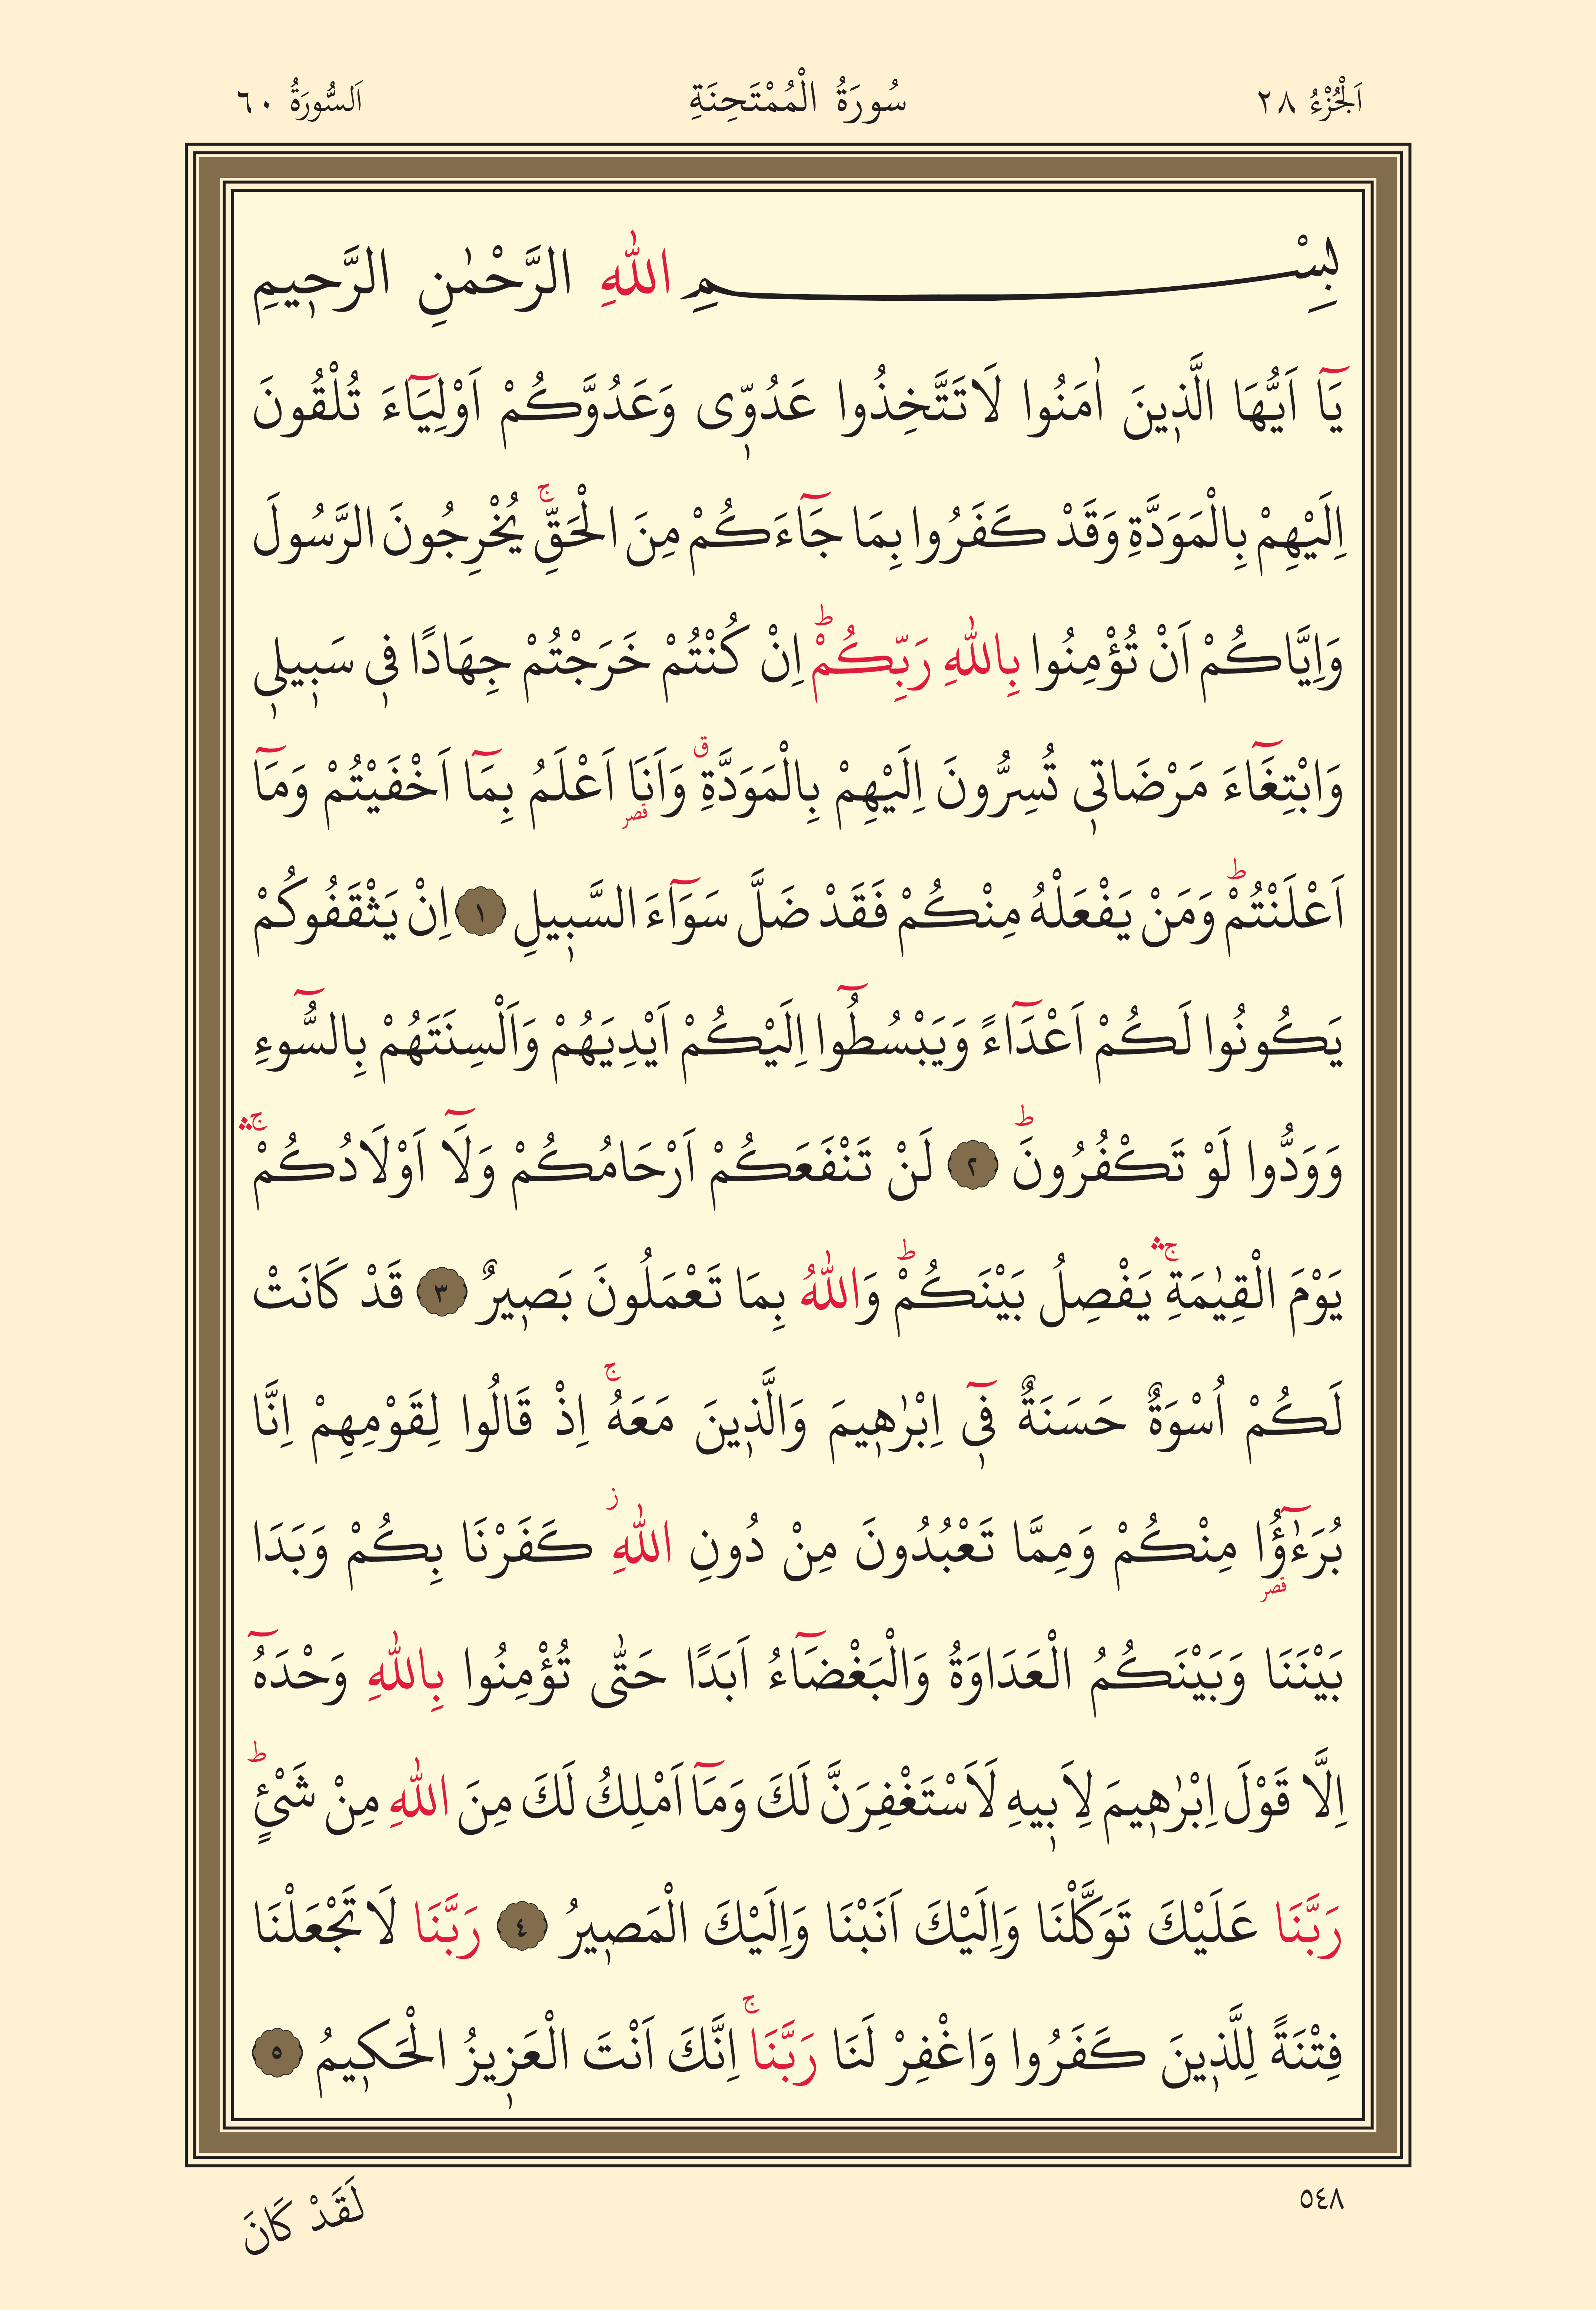 اَلْجُزْءُ ٢٨ سُورَةُ الْمُمْتَحِنَةِ اَلسُّورَةُ ٦٠
بِسْمِ اللّٰهِ الرَّحْمٰنِ الرَّحٖيمِ
يَٓا اَيُّهَا الَّذٖينَ اٰمَنُوا لَا تَتَّخِذُوا عَدُوّٖى وَعَدُوَّكُمْ اَوْلِيَٓاءَ تُلْقُونَ
اِلَيْهِمْ بِالْمَوَدَّةِ وَقَدْ كَفَرُوا بِمَا جَٓاءَكُمْ مِنَ الْحَقِّۚ يُخْرِجُونَ الرَّسُولَ
وَاِيَّاكُمْ اَنْ تُؤْمِنُوا بِاللّٰهِ رَبِّكُمْؕ اِنْ كُنْتُمْ خَرَجْتُمْ جِهَادًا فٖى سَبٖيلٖى
وَابْتِغَٓاءَ مَرْضَاتٖى تُسِرُّونَ اِلَيْهِمْ بِالْمَوَدَّةِࣗ وَاَنَا۬ اَعْلَمُ بِمَٓا اَخْفَيْتُمْ وَمَٓا
قصر
اَعْلَنْتُمْؕ وَمَنْ يَفْعَلْهُ مِنْكُمْ فَقَدْ ضَلَّ سَوَٓاءَ السَّبٖيلِ ١ اِنْ يَثْقَفُوكُمْ
يَكُونُوا لَكُمْ اَعْدَٓاءً وَيَبْسُطُٓوا اِلَيْكُمْ اَيْدِيَهُمْ وَاَلْسِنَتَهُمْ بِالسُّٓوءِ
وَوَدُّوا لَوْ تَكْفُرُونَؕ ٢ لَنْ تَنْفَعَكُمْ اَرْحَامُكُمْ وَلَٓا اَوْلَادُكُمْۚۛ
يَوْمَ الْقِيٰمَةِۚۛ يَفْصِلُ بَيْنَكُمْؕ وَاللّٰهُ بِمَا تَعْمَلُونَ بَصٖيرٌ ٣ قَدْ كَانَتْ
لَكُمْ اُسْوَةٌ حَسَنَةٌ فٖٓى اِبْرٰهٖيمَ وَالَّذٖينَ مَعَهُۚ اِذْ قَالُوا لِقَوْمِهِمْ اِنَّا
بُرَءٰٓؤُ۬ا مِنْكُمْ وَمِمَّا تَعْبُدُونَ مِنْ دُونِ اللّٰهِؗ كَفَرْنَا بِكُمْ وَبَدَا
قصر
بَيْنَنَا وَبَيْنَكُمُ الْعَدَاوَةُ وَالْبَغْضَٓاءُ اَبَدًا حَتّٰى تُؤْمِنُوا بِاللّٰهِ وَحْدَهُٓ
اِلَّا قَوْلَ اِبْرٰهٖيمَ لِاَبٖيهِ لَاَسْتَغْفِرَنَّ لَكَ وَمَٓا اَمْلِكُ لَكَ مِنَ اللّٰهِ مِنْ شَیْءٍؕ
رَبَّنَا عَلَيْكَ تَوَكَّلْنَا وَاِلَيْكَ اَنَبْنَا وَاِلَيْكَ الْمَصٖيرُ ٤ رَبَّنَا لَا تَجْعَلْنَا
فِتْنَةً لِلَّذٖينَ كَفَرُوا وَاغْفِرْ لَنَا رَبَّنَاۚ اِنَّكَ اَنْتَ الْعَزٖيزُ الْحَكٖيمُ ٥
٥٤٨ لَقَدْ كَانَ